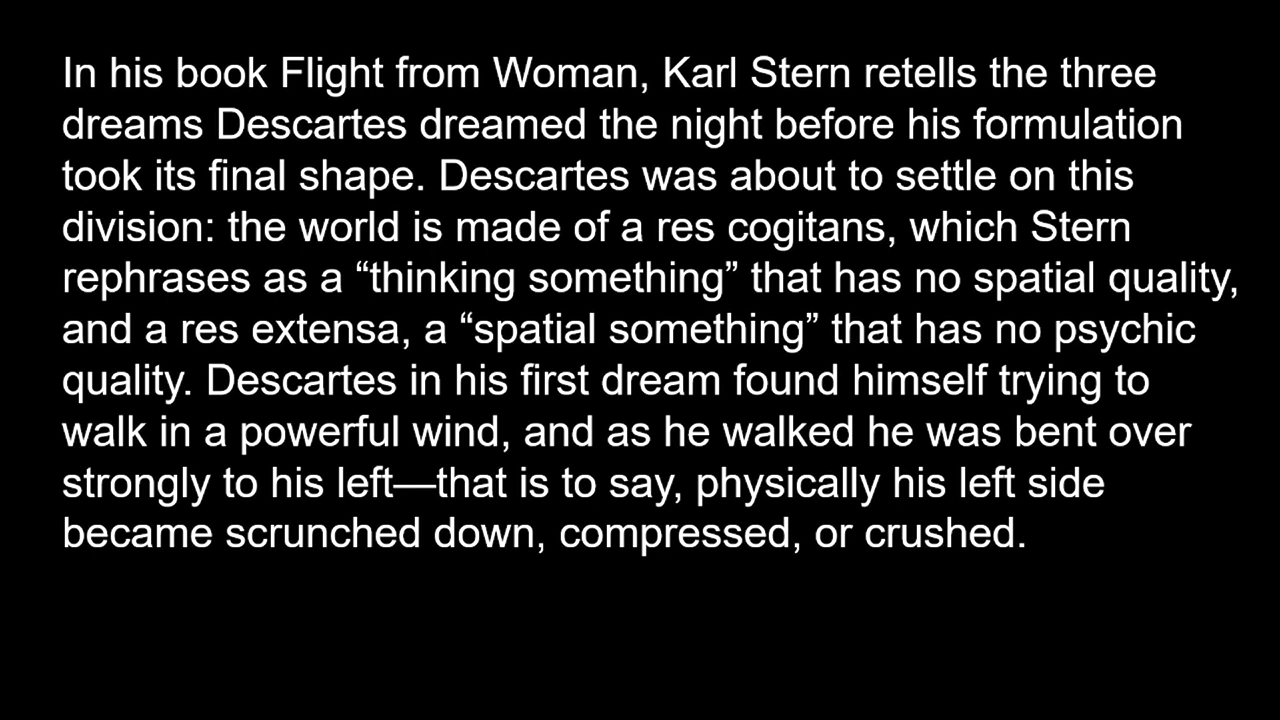 In his book Flight from Woman, Karl Stern retells the three
dreams Descartes dreamed the night before his formulation
took its final shape. Descartes was about to settle on this
division: the world is made of a res cogitans, which Stern
rephrases as a “thinking something” that has no spatial quality,
and a res extensa, a “spatial something” that has no psychic
quality. Descartes in his first dream found himself trying to
walk in a powerful wind, and as he walked he was bent over
strongly to his left—that is to say, physically his left side
became scrunched down, compressed, or crushed.